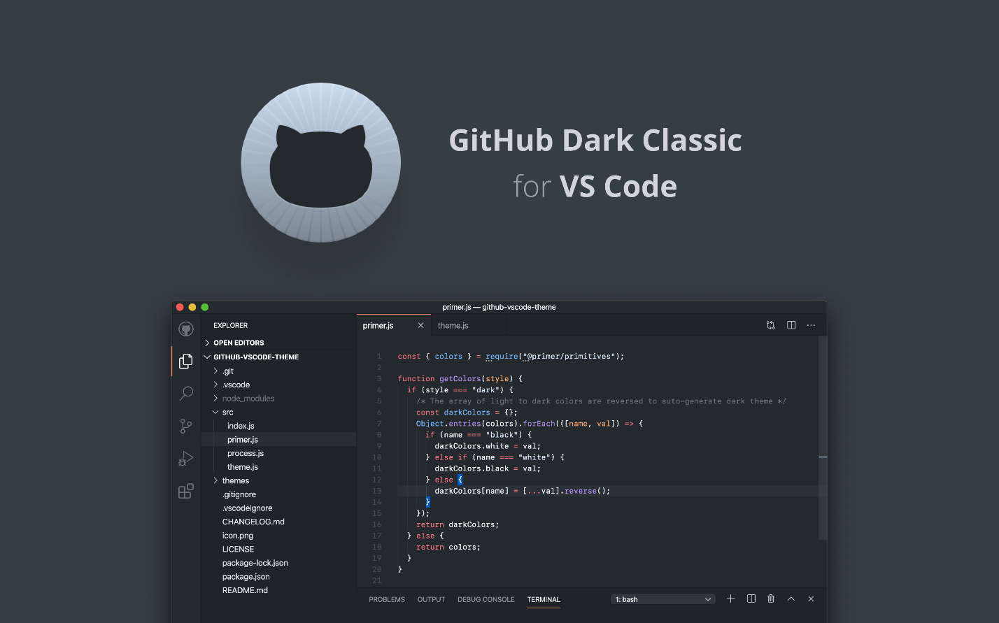 GitHub Dark Classic
for VS Code
primer.js — github-vscode-theme
EXPLORER
OPEN EDITORS
GITHUB-VSCODE-THEME
.git
.vscode
node_modules
src
index.js
primer.js
process.js
theme.js
themes
.gitignore
.vscodeignore
CHANGELOG.md
icon.png
LICENSE
package-lock.json
package.json
README.md
primer.js
theme.js
1 const { colors } = require("@primer/primitives");
2
3 function getColors(style) {
4 if (style === "dark") {
5 /* The array of light to dark colors are reversed to auto-generate dark theme */
6 const darkColors = {};
7 Object.entries(colors).forEach(([name, val]) => {
8 if (name === "black") {
9 darkColors.white = val;
10 } else if (name === "white") {
11 darkColors.black = val;
12 } else {
13 darkColors[name] = [...val].reverse();
14 }
15 });
16 return darkColors;
17 } else {
18 return colors;
19 }
20 }
21
PROBLEMS OUTPUT DEBUG CONSOLE TERMINAL 1: bash